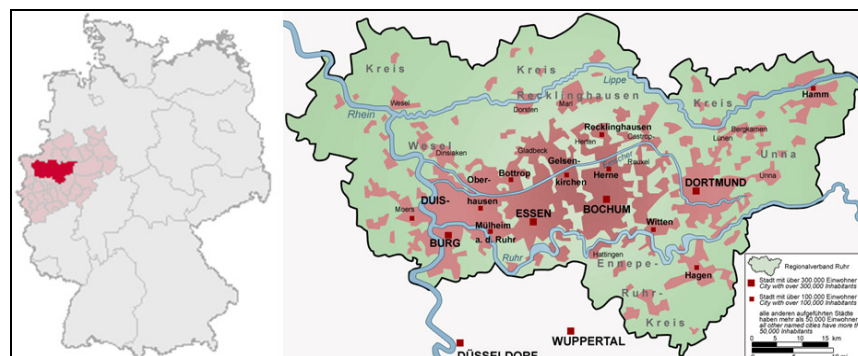 Kreis
Kreis
Recklinghausen
Lippe
Rhein
Wesel
Dorsten
Marl
Kreis
Hamm
Bergkamen
Lünen
Recklinghausen
Castrop-
Rauxel
Herten
Gladbeck
Wesel
Dinslaken
Gelsen-
kirchen
Herne
Unna
Unna
Bottrop
Ober-
hausen
DORTMUND
DUIS-
BURG
Moers
ESSEN
BOCHUM
Mülheim
a. d. Ruhr
Witten
Hattingen
Ruhr
Ennepe-
Ruhr-
Kreis
Hagen
WUPPERTAL
DÜSSELDORF
Regionalverband Ruhr
Stadt mit über 300.000 Einwohner
City with over 300,000 Inhabitants
Stadt mit über 100.000 Einwohner
City with over 100,000 Inhabitants
alle anderen aufgeführten Städte
haben mehr als 50.000 Einwohner
all other named cities have more th
50,000 Inhabitants
0 5 10 15 km